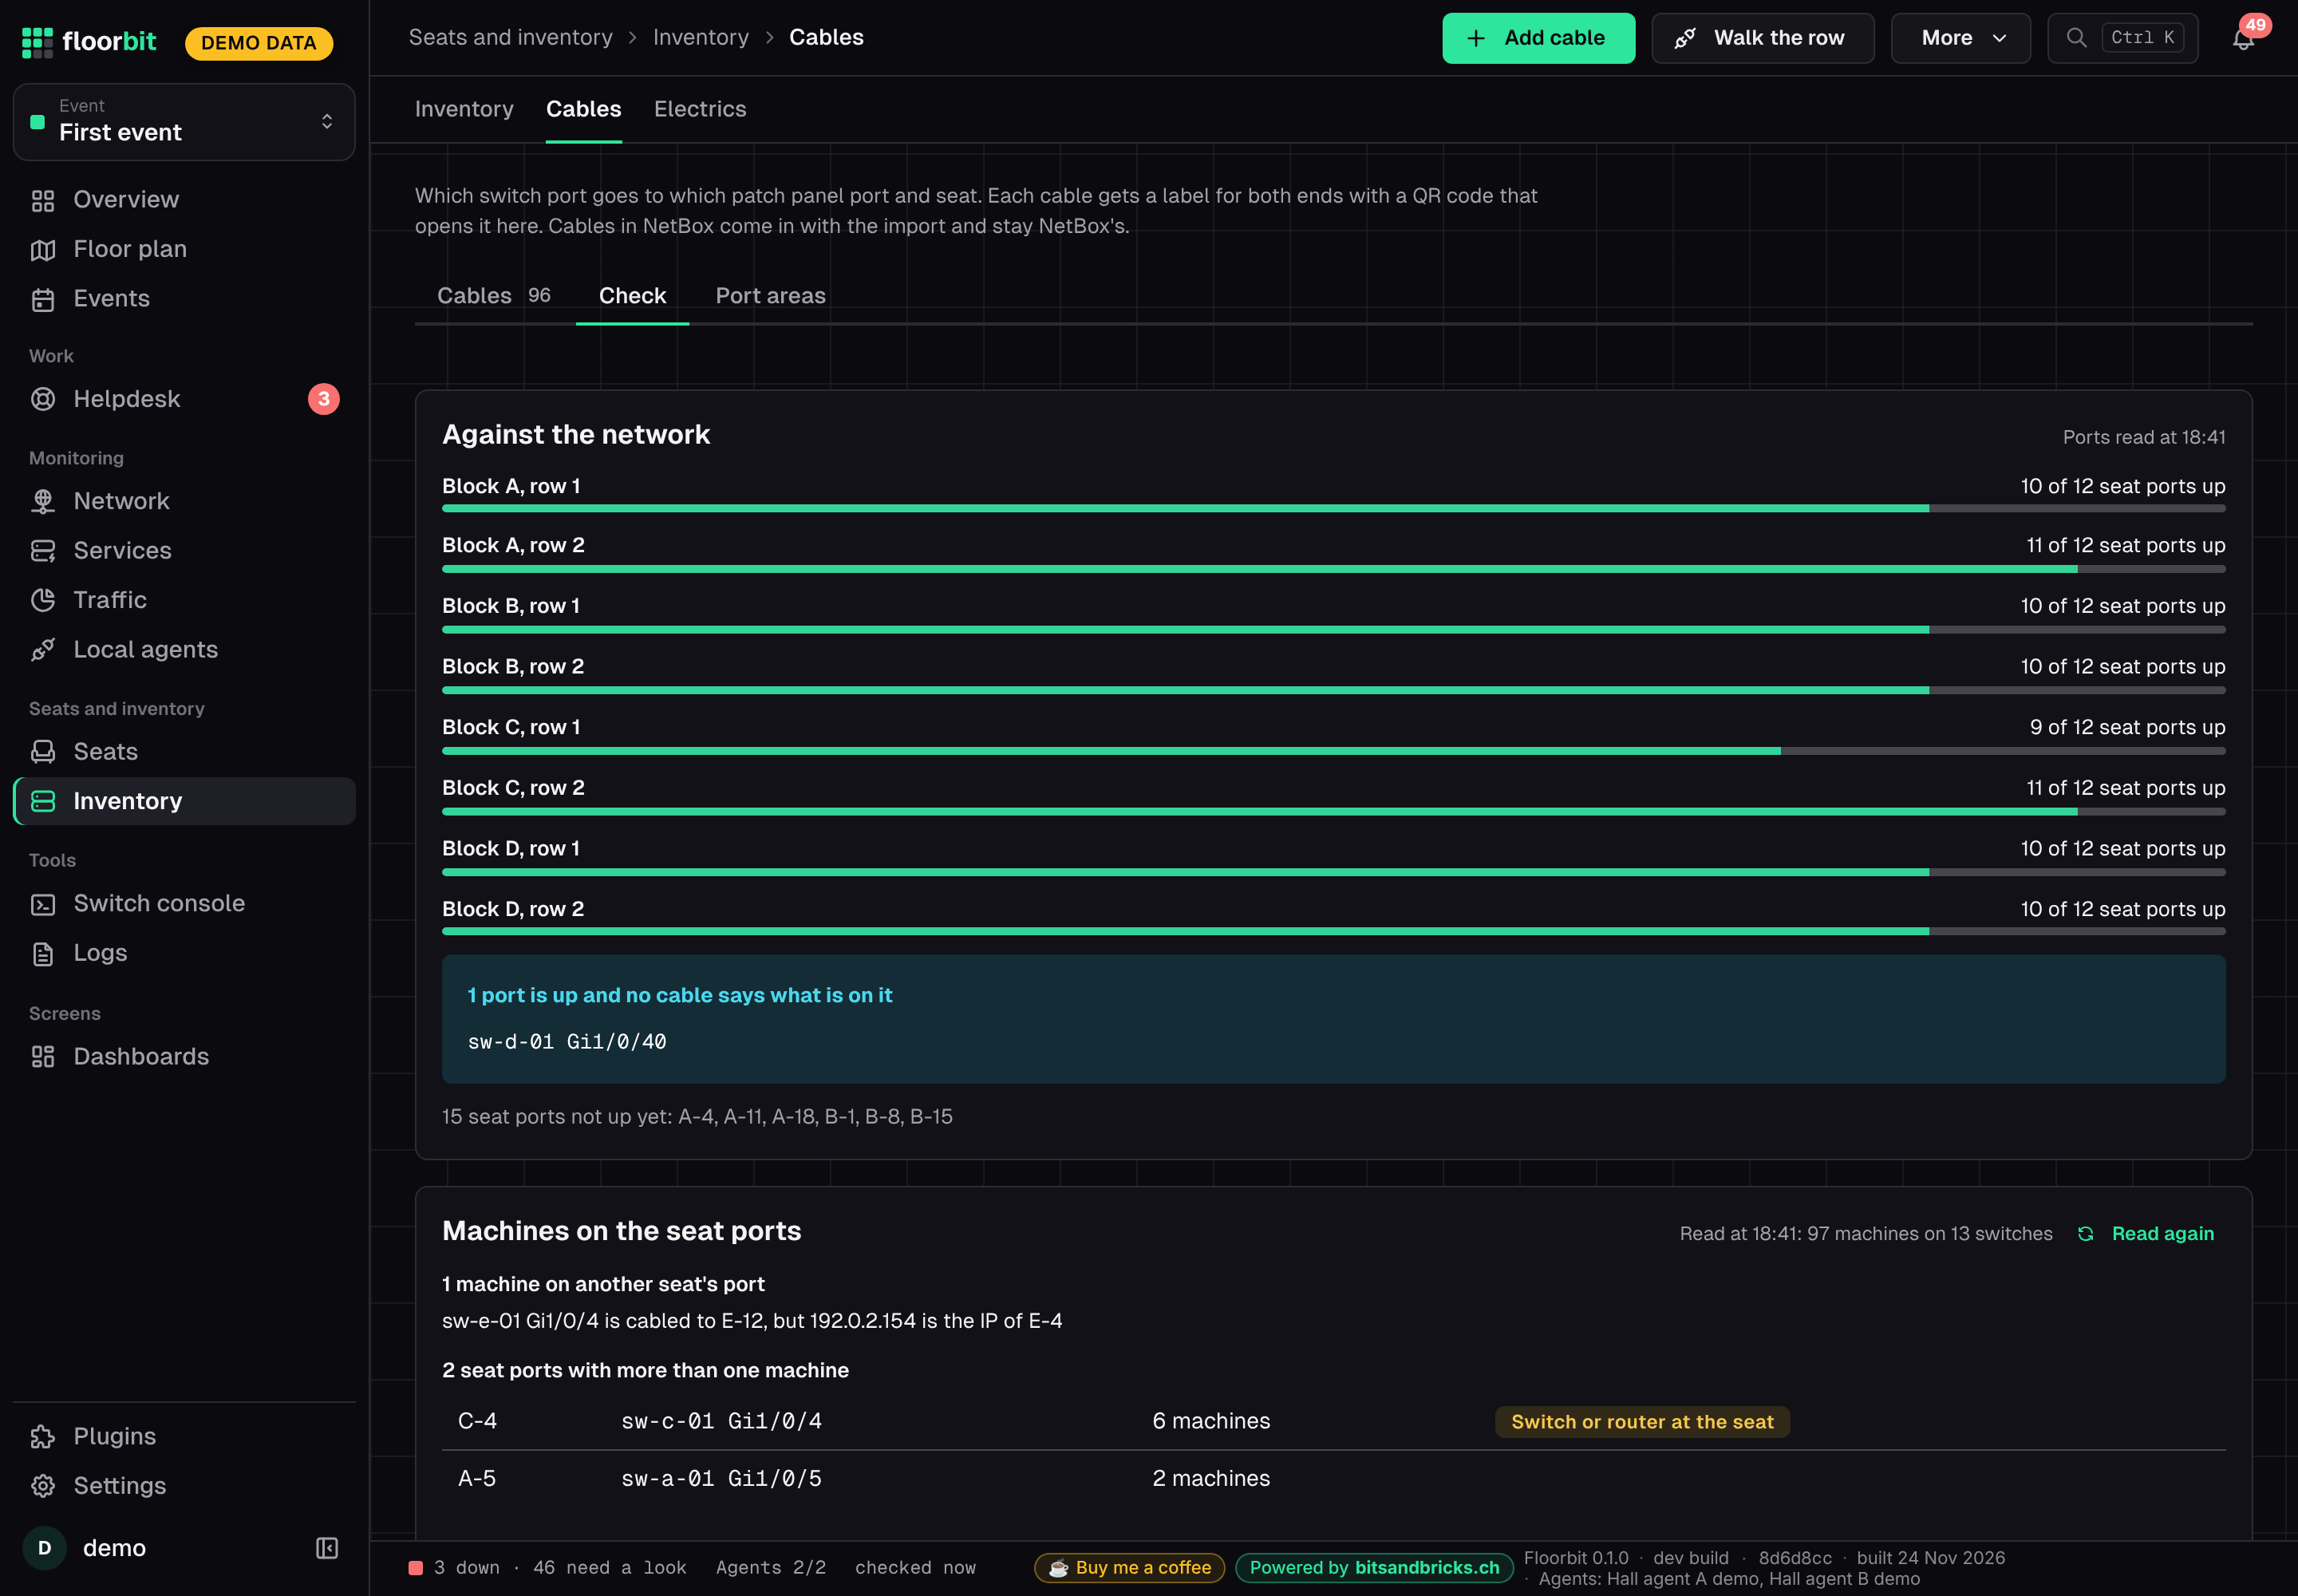 floorbit
DEMO DATA
Event
First event
Overview
Floor plan
Events
Work
Helpdesk
3
Monitoring
Network
Services
Traffic
Local agents
Seats and inventory
Seats
Inventory
Tools
Switch console
Logs
Screens
Dashboards
Plugins
Settings
D
demo
Seats and inventory > Inventory > Cables
+ Add cable
Walk the row
More
Ctrl K
49
Inventory
Cables
Electrics
Which switch port goes to which patch panel port and seat. Each cable gets a label for both ends with a QR code that
opens it here. Cables in NetBox come in with the import and stay NetBox's.
Cables 96
Check
Port areas
Against the network
Ports read at 18:41
Block A, row 1
10 of 12 seat ports up
Block A, row 2
11 of 12 seat ports up
Block B, row 1
10 of 12 seat ports up
Block B, row 2
10 of 12 seat ports up
Block C, row 1
9 of 12 seat ports up
Block C, row 2
11 of 12 seat ports up
Block D, row 1
10 of 12 seat ports up
Block D, row 2
10 of 12 seat ports up
1 port is up and no cable says what is on it
sw-d-01 Gi1/0/40
15 seat ports not up yet: A-4, A-11, A-18, B-1, B-8, B-15
Machines on the seat ports
Read at 18:41: 97 machines on 13 switches
Read again
1 machine on another seat's port
sw-e-01 Gi1/0/4 is cabled to E-12, but 192.0.2.154 is the IP of E-4
2 seat ports with more than one machine
C-4 sw-c-01 Gi1/0/4 6 machines Switch or router at the seat
A-5 sw-a-01 Gi1/0/5 2 machines
3 down · 46 need a look
Agents 2/2
checked now
Buy me a coffee
Powered by bitsandbricks.ch
Floorbit 0.1.0 · dev build · 8d6d8cc · built 24 Nov 2026
· Agents: Hall agent A demo, Hall agent B demo